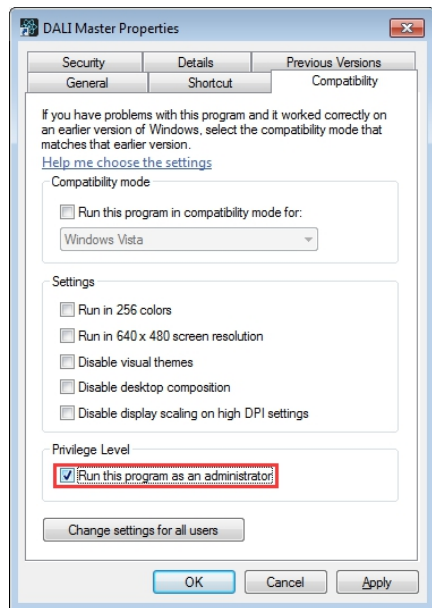 DALI Master Properties
Security
Details
Previous Versions
General
Shortcut
Compatibility
If you have problems with this program and it worked correctly on
an earlier version of Windows, select the compatibility mode that
matches that earlier version.
Help me choose the settings
Compatibility mode
Run this program in compatibility mode for:
Windows Vista
Settings
Run in 256 colors
Run in 640 x 480 screen resolution
Disable visual themes
Disable desktop composition
Disable display scaling on high DPI settings
Privilege Level
Run this program as an administrator
Change settings for all users
OK
Cancel
Apply